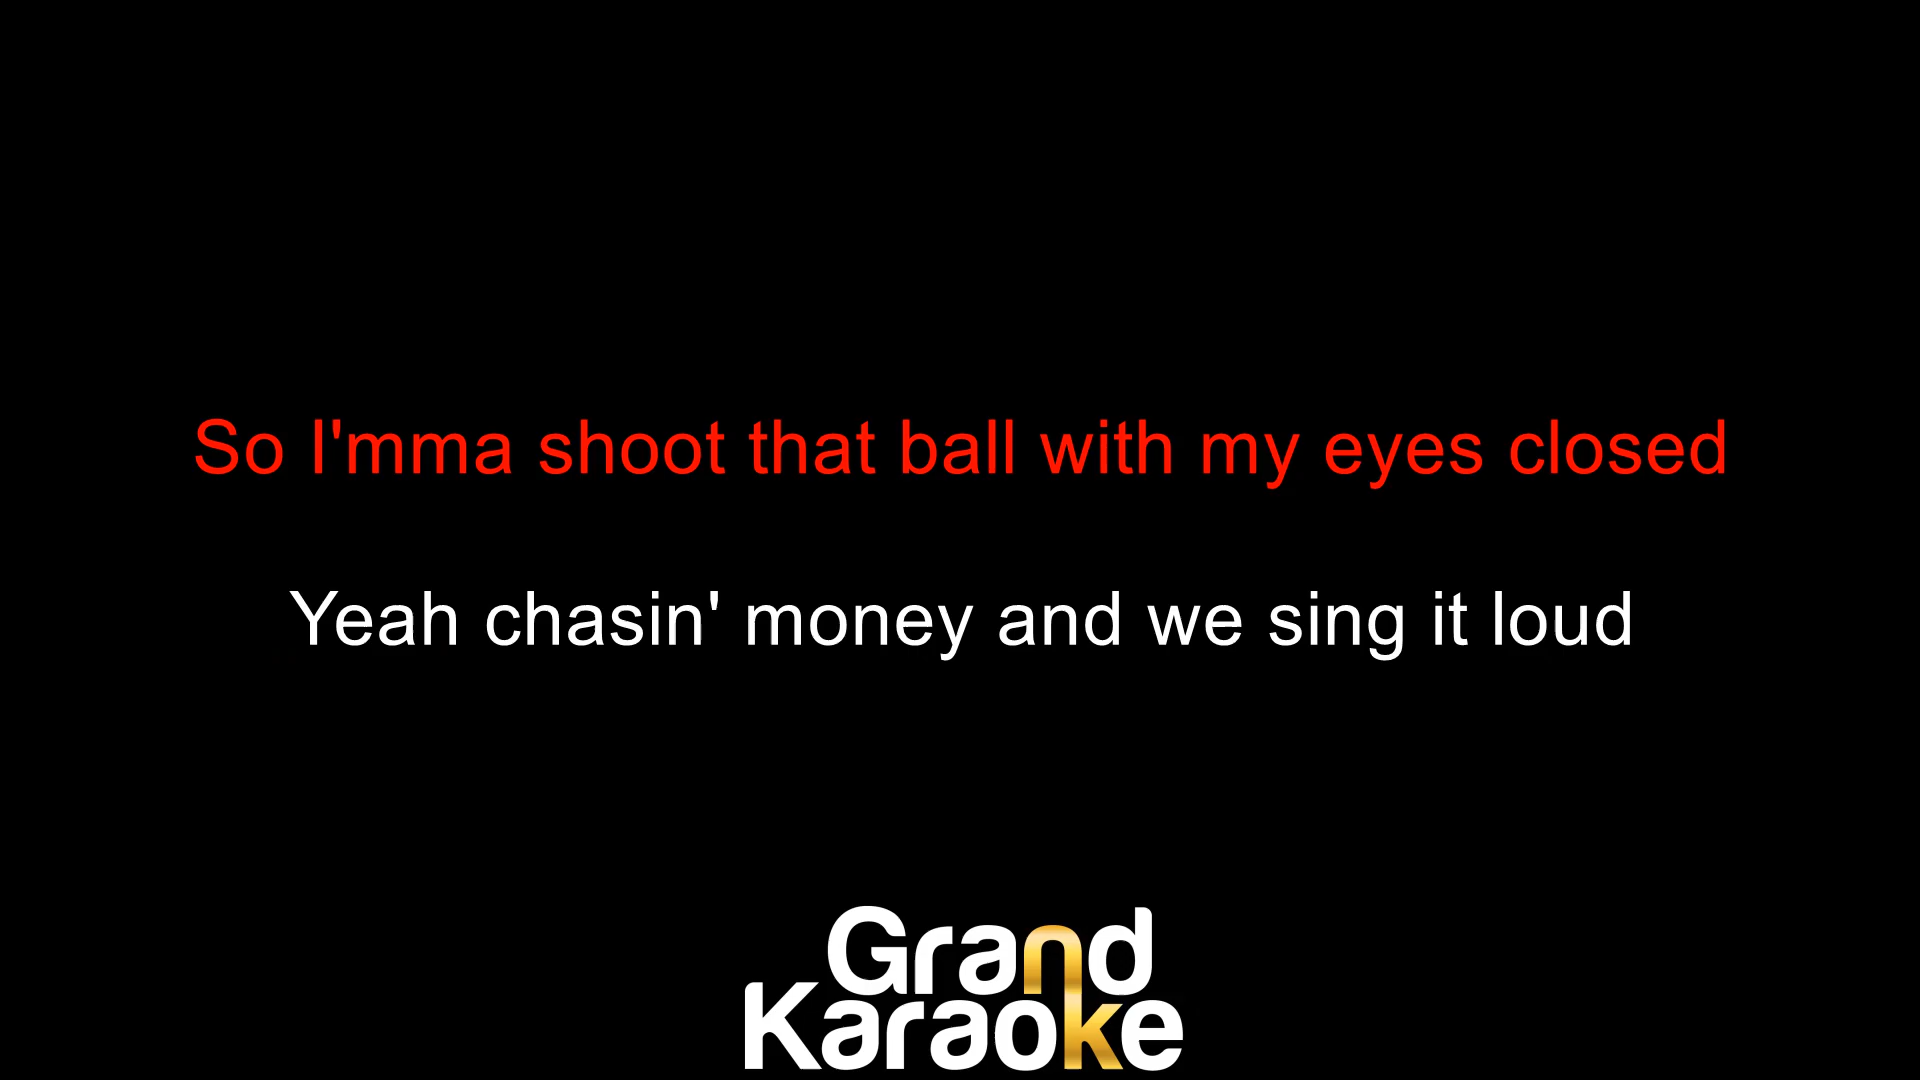 So I'mma shoot that ball with my eyes closed
Yeah chasin' money and we sing it loud
Grand
Karaoke